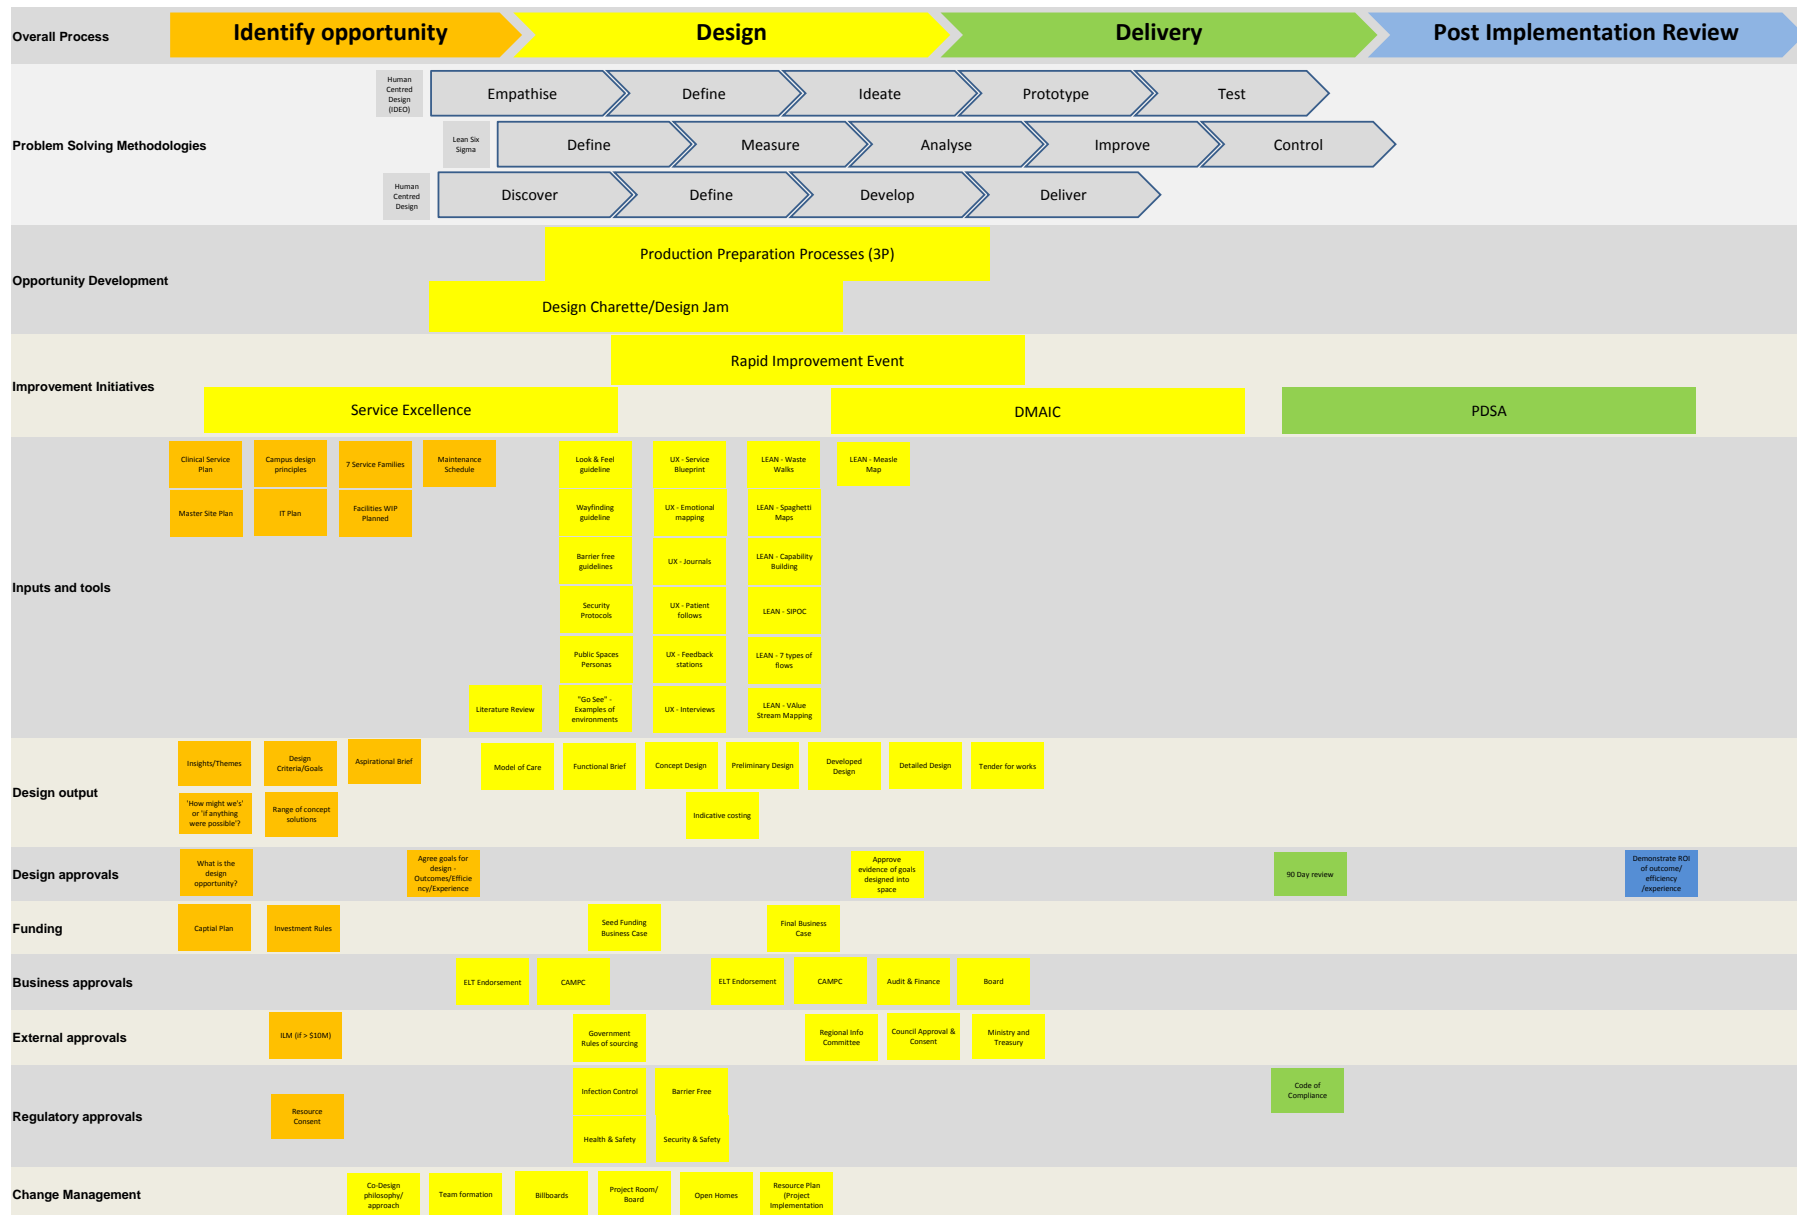 Overall Process
Identify opportunity
Design
Delivery
Post Implementation Review
Problem Solving Methodologies
Human
Centred
Design
(IDEO)
Empathise
Define
Ideate
Prototype
Test
Lean Six
Sigma
Define
Measure
Analyse
Improve
Control
Human
Centred
Design
Discover
Define
Develop
Deliver
Opportunity Development
Production Preparation Processes (3P)
Design Charette/Design Jam
Improvement Initiatives
Rapid Improvement Event
Service Excellence
DMAIC
PDSA
Inputs and tools
Clinical Service
Plan
Campus design
principles
7 Service Families
Maintenance
Schedule
Look & Feel
guideline
UX - Service
Blueprint
LEAN - Waste
Walks
LEAN - Measle
Map
Master Site Plan
IT Plan
Facilities WIP
Planned
Wayfinding
guideline
UX - Emotional
mapping
LEAN - Spaghetti
Maps
Barrier free
guidelines
UX - Journals
LEAN - Capability
Building
Security
Protocols
UX - Patient
follows
LEAN - SIPOC
Public Spaces
Personas
UX - Feedback
stations
LEAN - 7 types of
flows
Literature Review
"Go See" -
Examples of
environments
UX - Interviews
LEAN - VAlue
Stream Mapping
Design output
Insights/Themes
Design
Criteria/Goals
Aspirational Brief
Model of Care
Functional Brief
Concept Design
Preliminary Design
Developed
Design
Detailed Design
Tender for works
'How might we's'
or 'if anything
were possible'?
Range of concept
solutions
Indicative costing
Design approvals
What is the
design
opportunity?
Agree goals for
design -
Outcomes/Efficie
ncy/Experience
Approve
evidence of goals
designed into
space
90 Day review
Demonstrate ROI
of outcome/
efficiency
/experience
Funding
Captial Plan
Investment Rules
Seed Funding
Business Case
Final Business
Case
Business approvals
ELT Endorsement
CAMPC
ELT Endorsement
CAMPC
Audit & Finance
Board
External approvals
ILM (if > $10M)
Government
Rules of sourcing
Regional Info
Committee
Council Approval &
Consent
Ministry and
Treasury
Regulatory approvals
Resource
Consent
Infection Control
Barrier Free
Health & Safety
Security & Safety
Code of
Compliance
Change Management
Co-Design
philosophy/
approach
Team formation
Billboards
Project Room/
Board
Open Homes
Resource Plan
(Project
Implementation